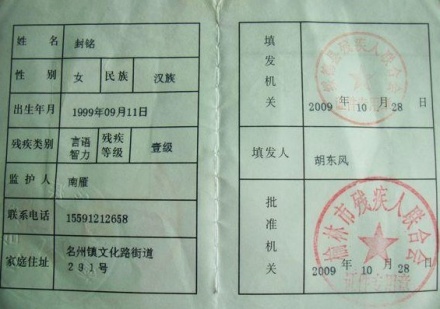 姓 名 封铭
性 别 女 民族 汉族
出生年月 1999年09月11日
残疾类别 言语 智力 残疾等级 壹级
监 护 人 南雁
联系电话 15591212658
家庭住址 名州镇文化路街道
291号
填发机关
2009 年 10 月 28 日
填发人 胡东风
批准机关
榆林市残疾人联合会
2009 年 10 月 28 日